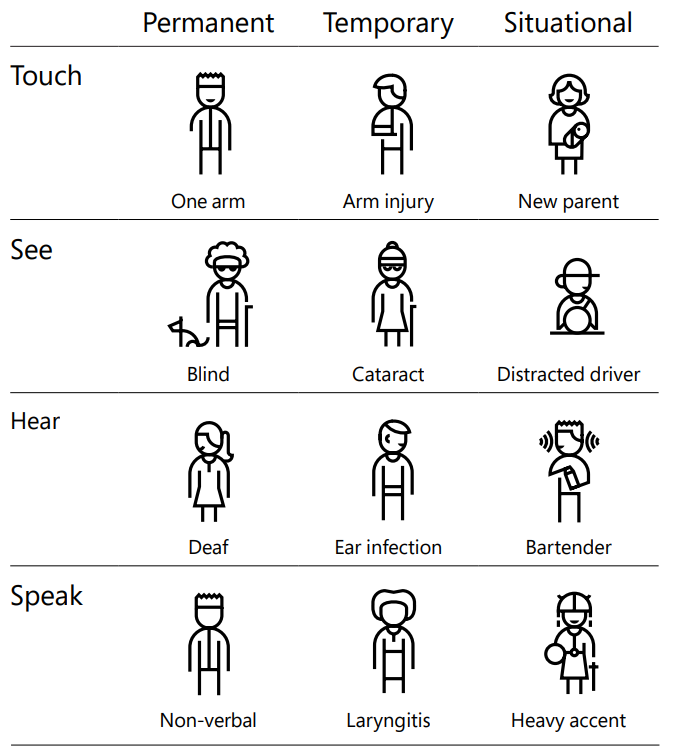 Permanent Temporary Situational
Touch
One arm Arm injury New parent
See
Blind Cataract Distracted driver
Hear
Deaf Ear infection Bartender
Speak
Non-verbal Laryngitis Heavy accent